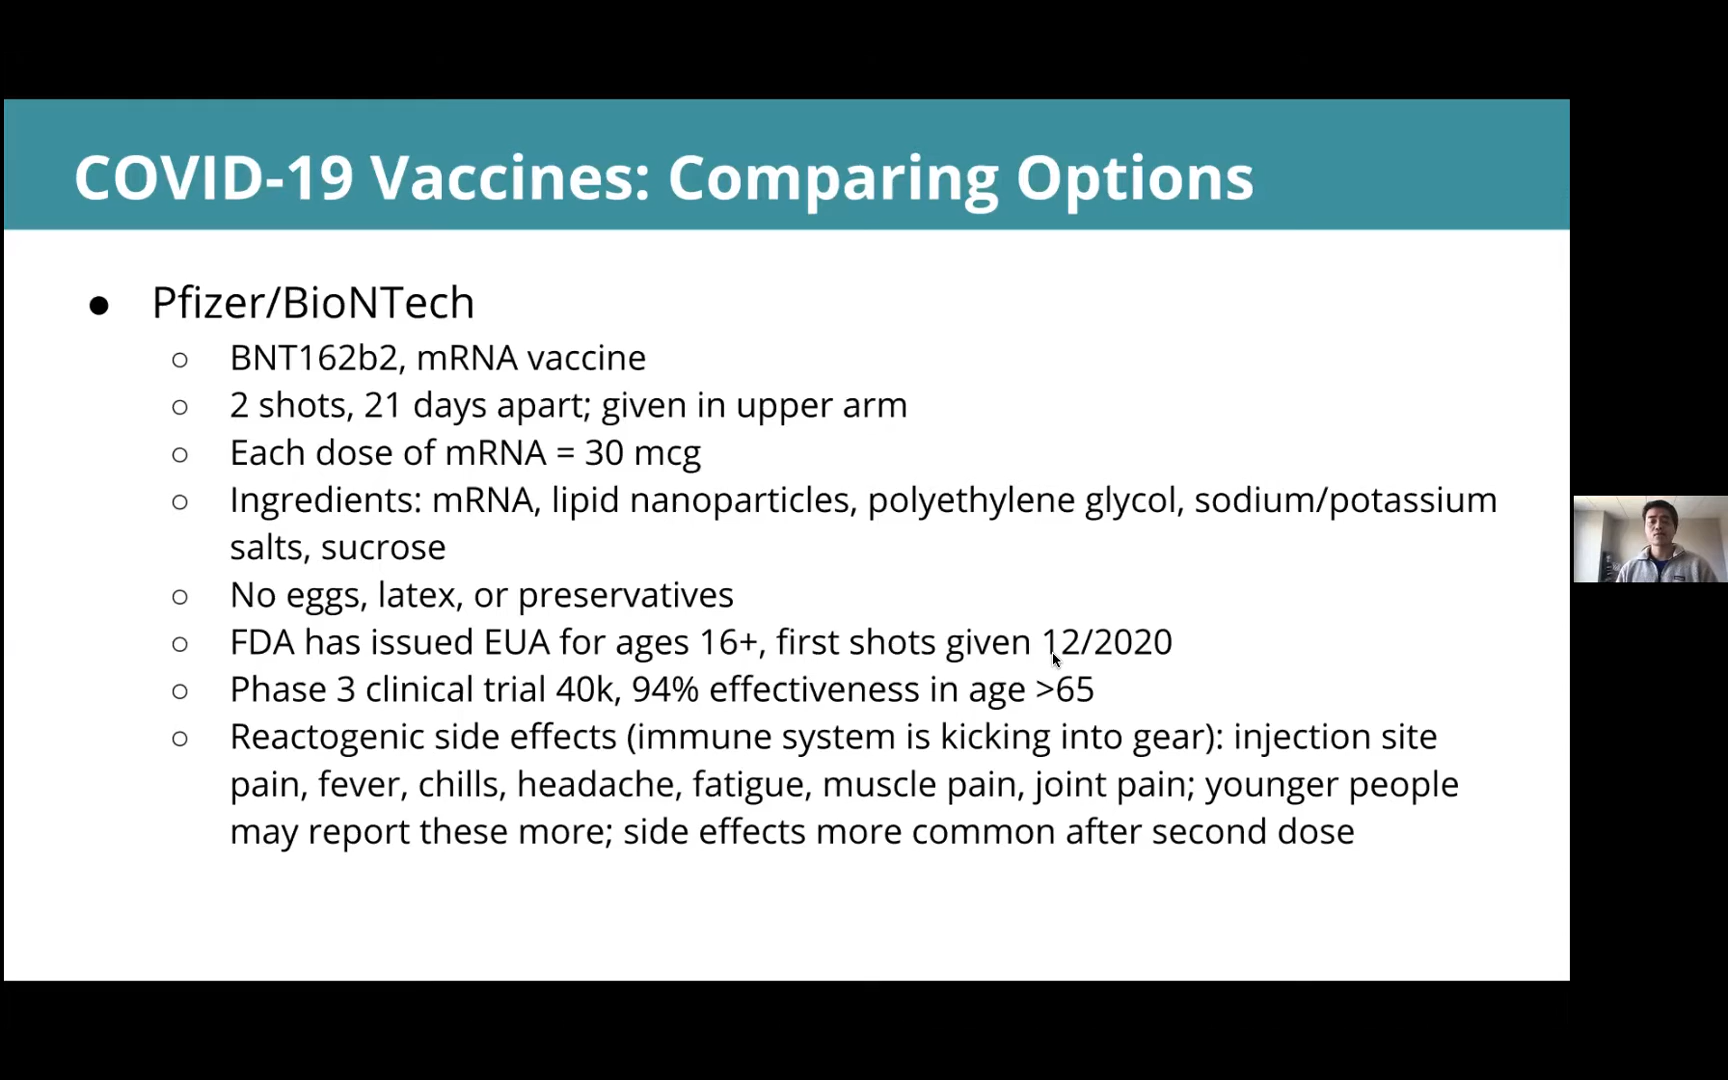 COVID-19 Vaccines: Comparing Options
● Pfizer/BioNTech
○ BNT162b2, mRNA vaccine
○ 2 shots, 21 days apart; given in upper arm
○ Each dose of mRNA = 30 mcg
○ Ingredients: mRNA, lipid nanoparticles, polyethylene glycol, sodium/potassium
salts, sucrose
○ No eggs, latex, or preservatives
○ FDA has issued EUA for ages 16+, first shots given 12/2020
○ Phase 3 clinical trial 40k, 94% effectiveness in age >65
○ Reactogenic side effects (immune system is kicking into gear): injection site
pain, fever, chills, headache, fatigue, muscle pain, joint pain; younger people
may report these more; side effects more common after second dose